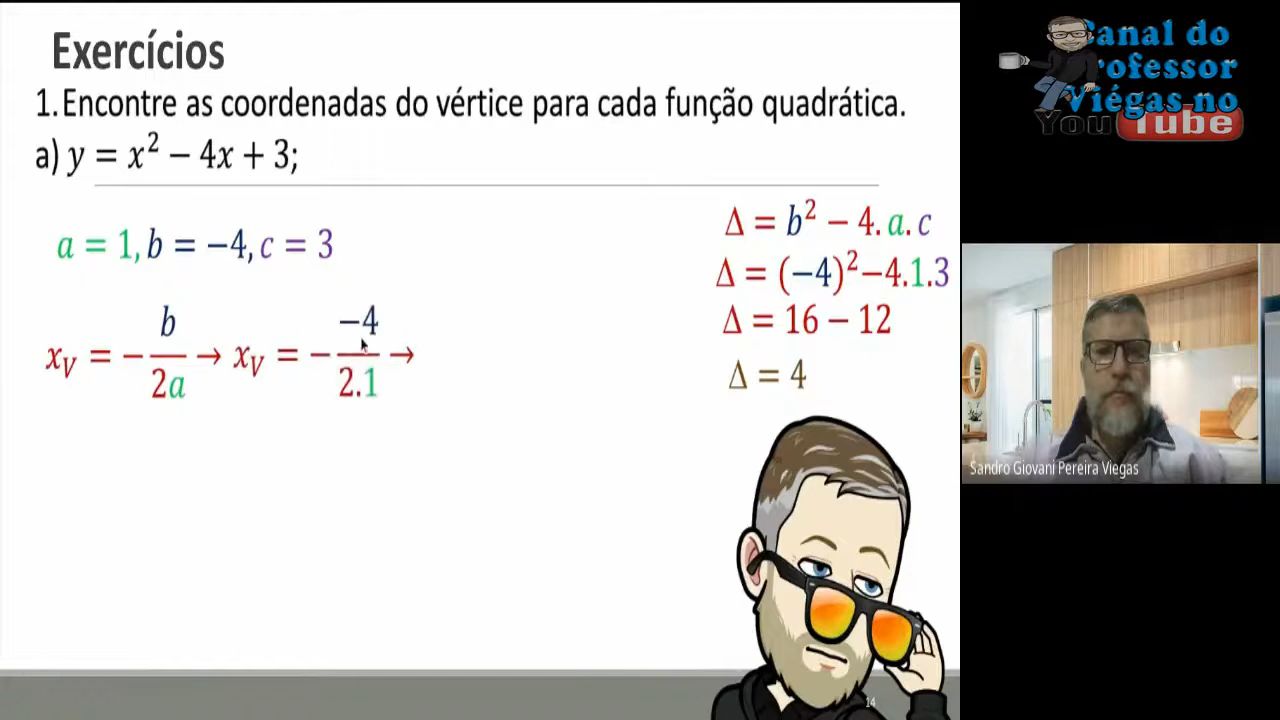 Exercícios
1. Encontre as coordenadas do vértice para cada função quadrática.
a) y = x² − 4x + 3;
a = 1, b = −4, c = 3
x_V = − b/2a → x_V = − −4/2.1 →
Δ = b² − 4. a. c
Δ = (−4)² −4.1.3
Δ = 16 − 12
Δ = 4
14
Canal do
Professor
Viégas no
YouTube
Sandro Giovani Pereira Viegas